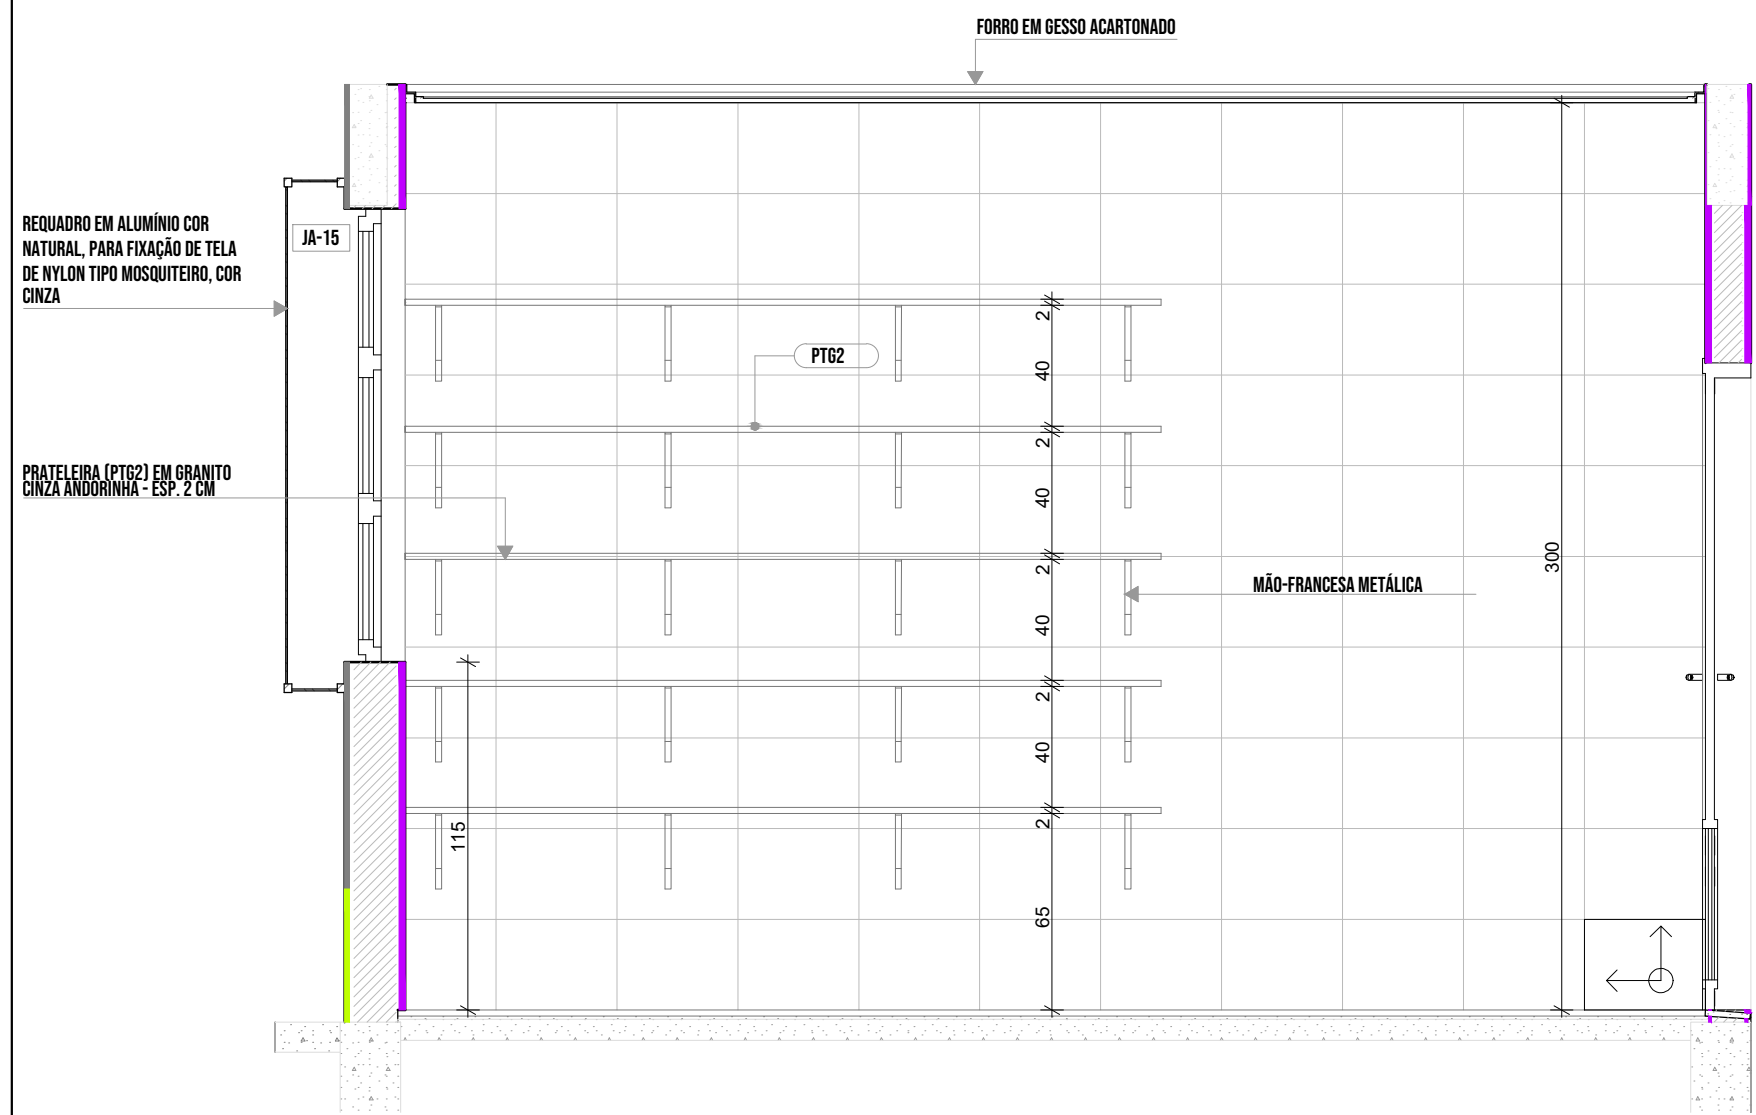 FORRO EM GESSO ACARTONADO
REQUADRO EM ALUMÍNIO COR
NATURAL, PARA FIXAÇÃO DE TELA
DE NYLON TIPO MOSQUITEIRO, COR
CINZA
JA-15
2
PTG2
40
2
PRATELEIRA (PTG2) EM GRANITO
CINZA ANDORINHA - ESP. 2 CM
40
300
2
MÃO-FRANCESA METÁLICA
40
2
40
115
2
65